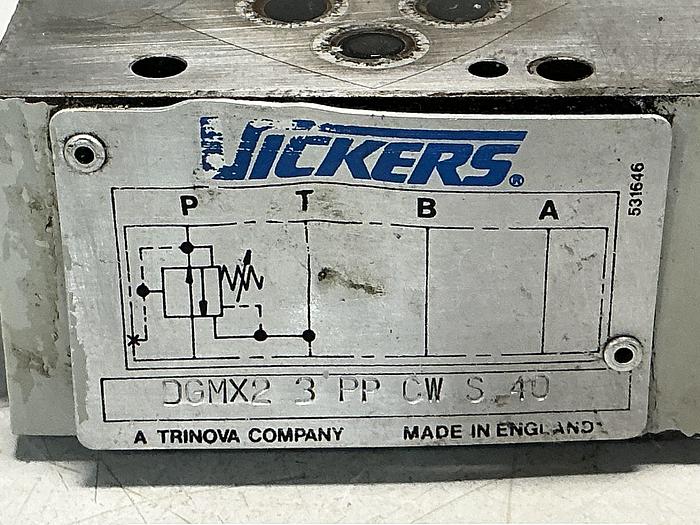 VICKERS®
P T B A
531646
DGMX2 3 PP CW S 40
A TRINOVA COMPANY MADE IN ENGLAND